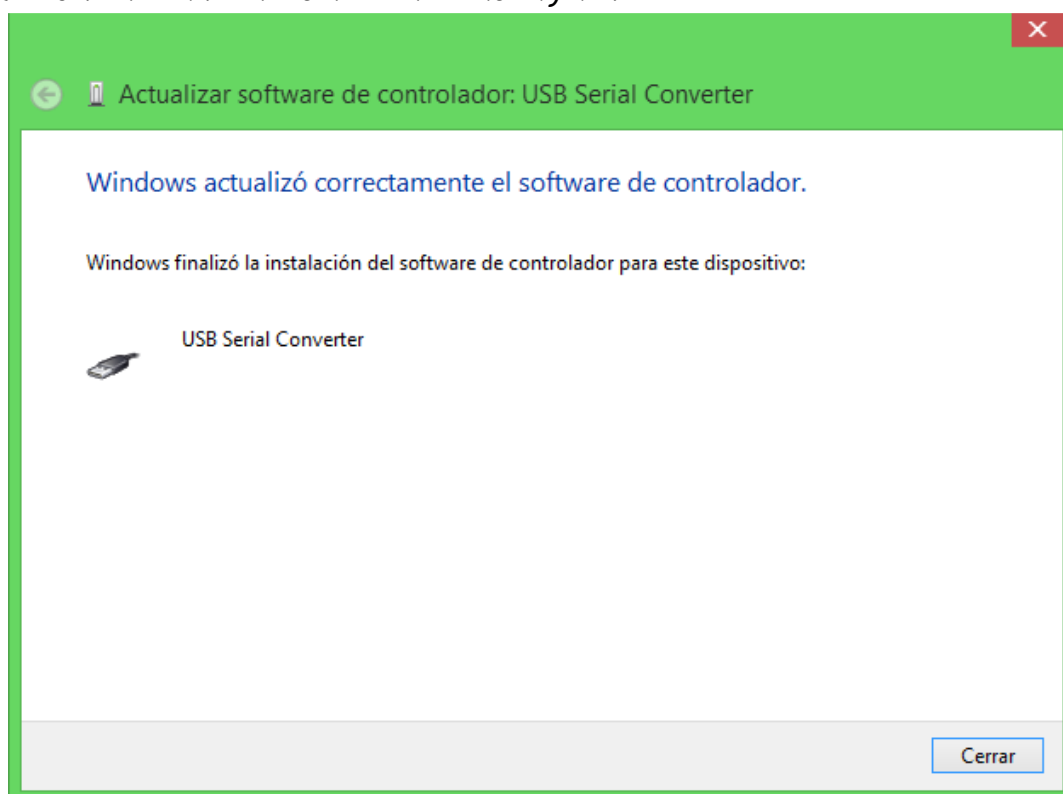 Actualizar software de controlador: USB Serial Converter
Windows actualizó correctamente el software de controlador.
Windows finalizó la instalación del software de controlador para este dispositivo:
USB Serial Converter
Cerrar